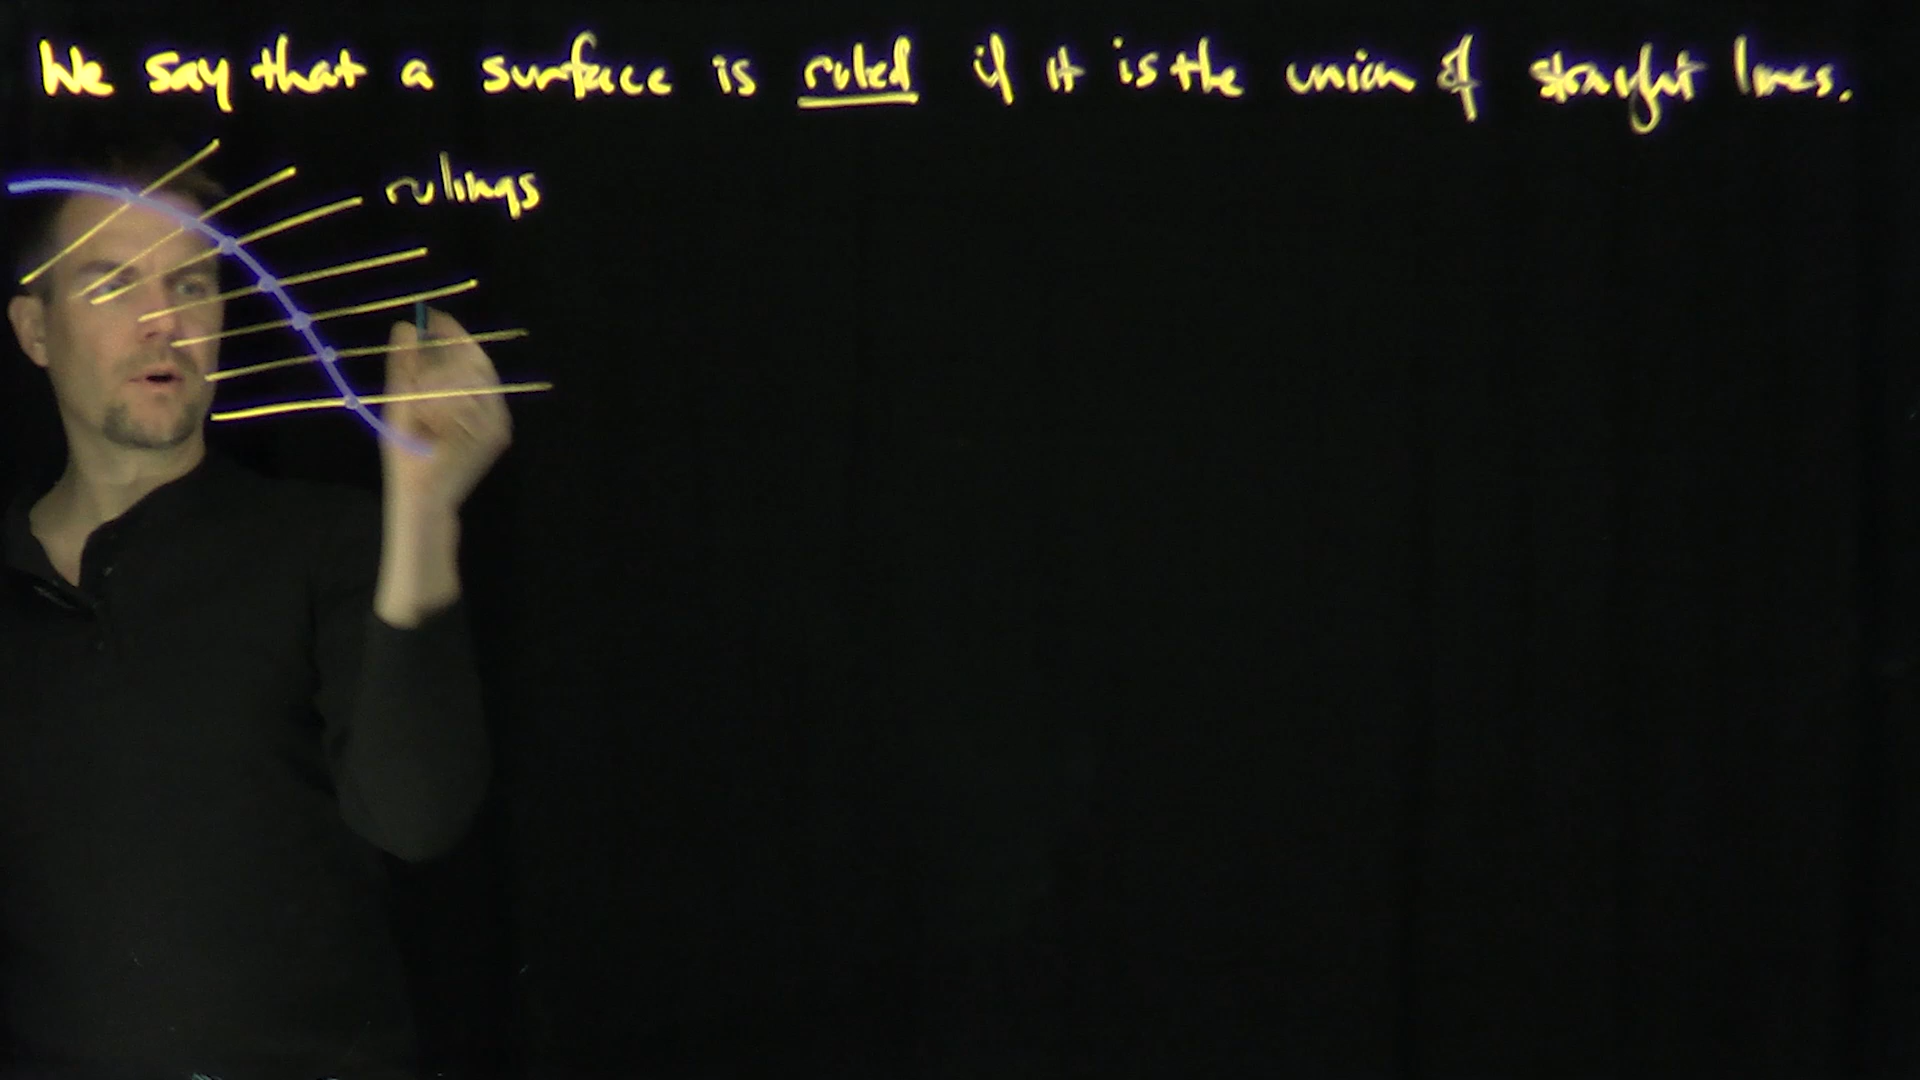 We say that a surface is ruled if it is the union of straight lines.
rulings